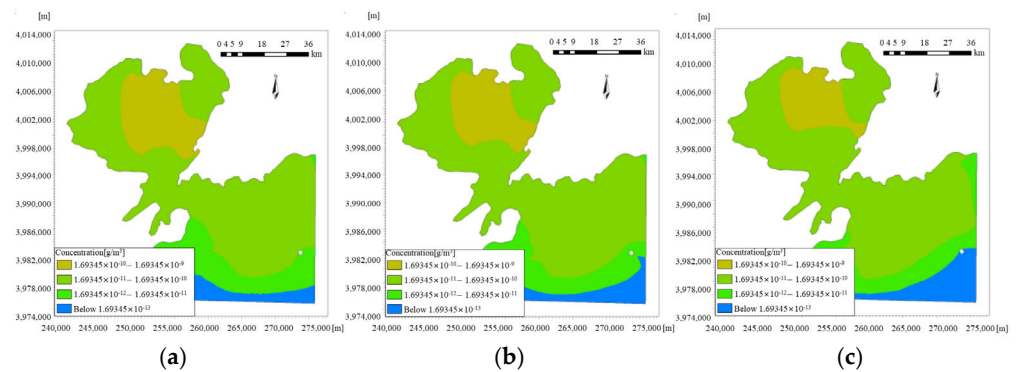 [m]
4,014,000
4,010,000
4,006,000
4,002,000
3,998,000
3,994,000
3,990,000
3,986,000
3,982,000
3,978,000
3,974,000
0 4 5 9 18 27 36
km
N
Concentration[g/m³]
1.69345×10⁻¹⁰− 1.69345×10⁻⁹
1.69345×10⁻¹¹− 1.69345×10⁻¹⁰
1.69345×10⁻¹²− 1.69345×10⁻¹¹
Below 1.69345×10⁻¹³
240,000 245,000 250,000 255,000 260,000 265,000 270,000 275,000 [m]
(a)
[m]
4,014,000
4,010,000
4,006,000
4,002,000
3,998,000
3,994,000
3,990,000
3,986,000
3,982,000
3,978,000
3,974,000
0 4 5 9 18 27 36
km
N
Concentration[g/m³]
1.69345×10⁻¹⁰− 1.69345×10⁻⁹
1.69345×10⁻¹¹− 1.69345×10⁻¹⁰
1.69345×10⁻¹²− 1.69345×10⁻¹¹
Below 1.69345×10⁻¹³
240,000 245,000 250,000 255,000 260,000 265,000 270,000 275,000 [m]
(b)
[m]
4,014,000
4,010,000
4,006,000
4,002,000
3,998,000
3,994,000
3,990,000
3,986,000
3,982,000
3,978,000
3,974,000
0 4 5 9 18 27 36
km
N
Concentration[g/m³]
1.69345×10⁻¹⁰− 1.69345×10⁻⁹
1.69345×10⁻¹¹− 1.69345×10⁻¹⁰
1.69345×10⁻¹²− 1.69345×10⁻¹¹
Below 1.69345×10⁻¹³
240,000 245,000 250,000 255,000 260,000 265,000 270,000 275,000 [m]
(c)